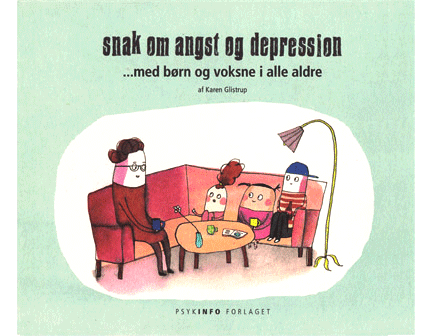 snak om angst og depression
...med børn og voksne i alle aldre
af Karen Glistrup
PSYKINFO FORLAGET